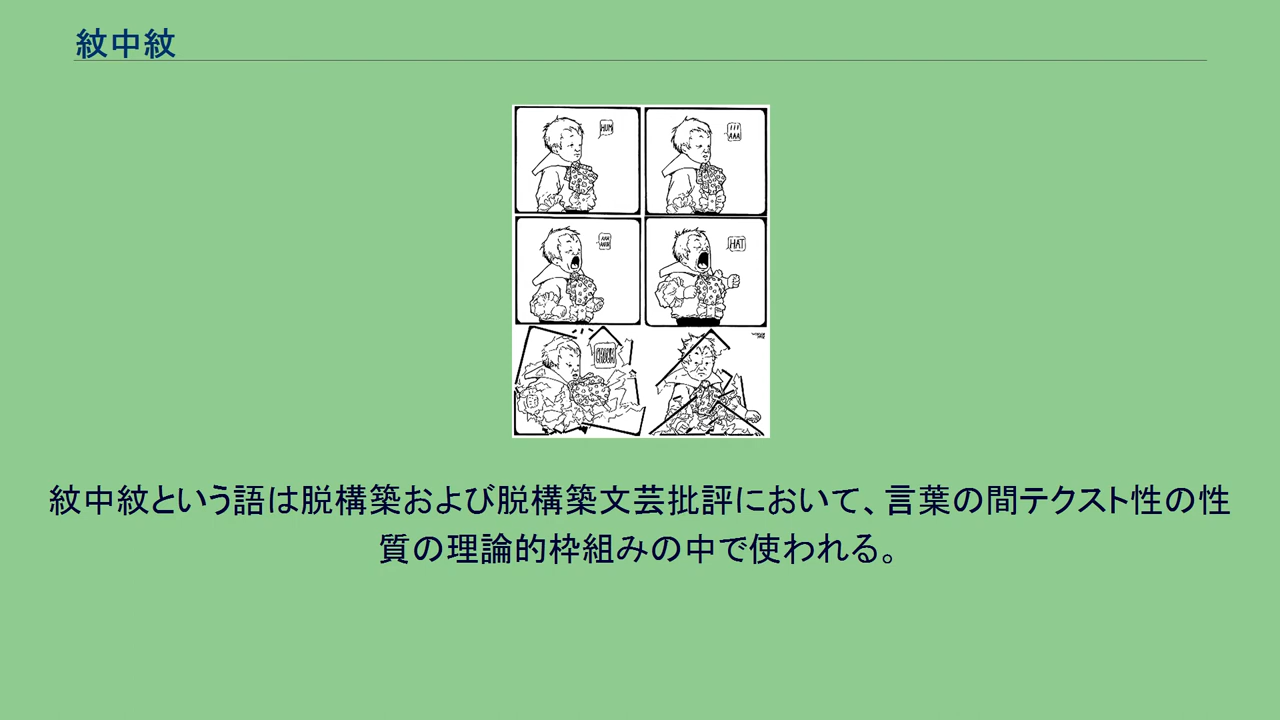 紋中紋
HUM
AAA
HAT
紋中紋という語は脱構築および脱構築文芸批評において、言葉の間テクスト性の性
質の理論的枠組みの中で使われる。